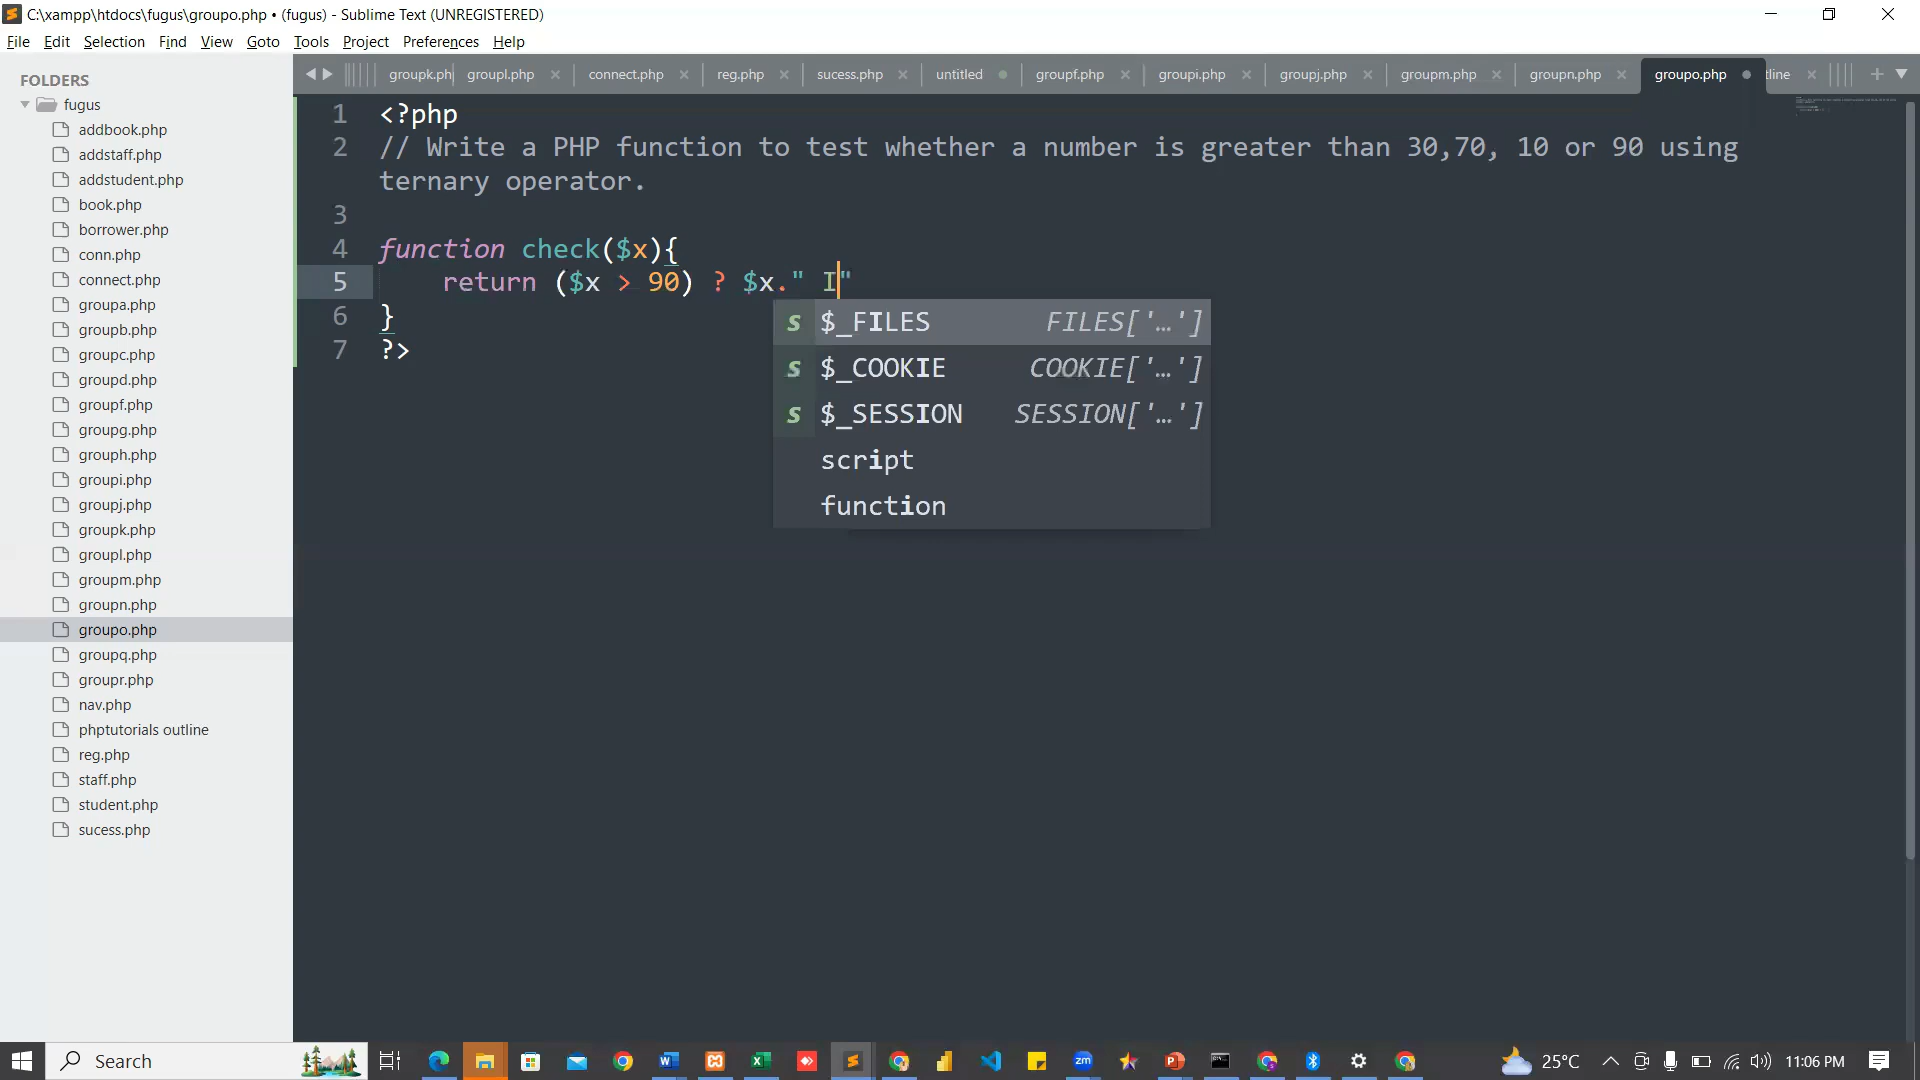 C:\xampp\htdocs\fugus\groupo.php • (fugus) - Sublime Text (UNREGISTERED)
File Edit Selection Find View Goto Tools Project Preferences Help
FOLDERS
fugus
addbook.php
addstaff.php
addstudent.php
book.php
borrower.php
conn.php
connect.php
groupa.php
groupb.php
groupc.php
groupd.php
groupf.php
groupg.php
grouph.php
groupi.php
groupj.php
groupk.php
groupl.php
groupm.php
groupn.php
groupo.php
groupq.php
groupr.php
nav.php
phptutorials outline
reg.php
staff.php
student.php
sucess.php
groupk.ph groupl.php connect.php reg.php sucess.php untitled groupf.php groupi.php groupj.php groupm.php groupn.php groupo.php tline
1 <?php
2 // Write a PHP function to test whether a number is greater than 30,70, 10 or 90 using
ternary operator.
3
4 function check($x){
5 return ($x > 90) ? $x." I"
6 }
7 ?>
s $_FILES FILES['…']
s $_COOKIE COOKIE['…']
s $_SESSION SESSION['…']
script
function
Search 25°C 11:06 PM